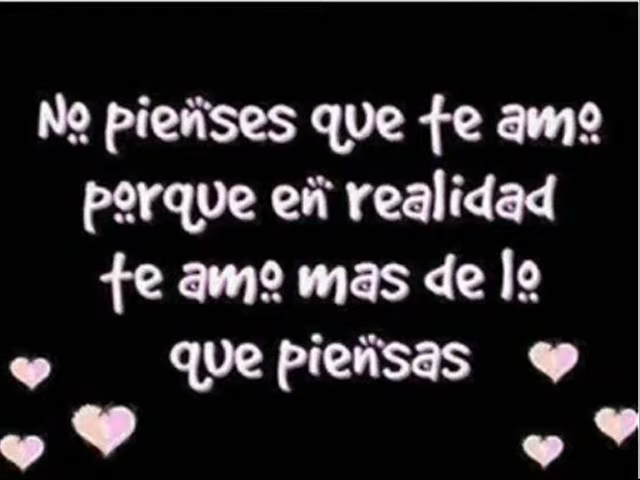 No pienses que te amo
porque en realidad
te amo mas de lo
que piensas